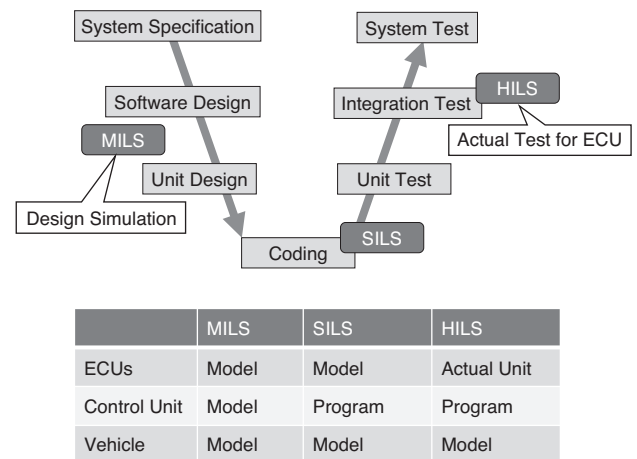 System Specification
System Test
Software Design
Integration Test
HILS
MILS
Actual Test for ECU
Unit Design
Unit Test
Design Simulation
SILS
Coding
MILS SILS HILS
ECUs Model Model Actual Unit
Control Unit Model Program Program
Vehicle Model Model Model